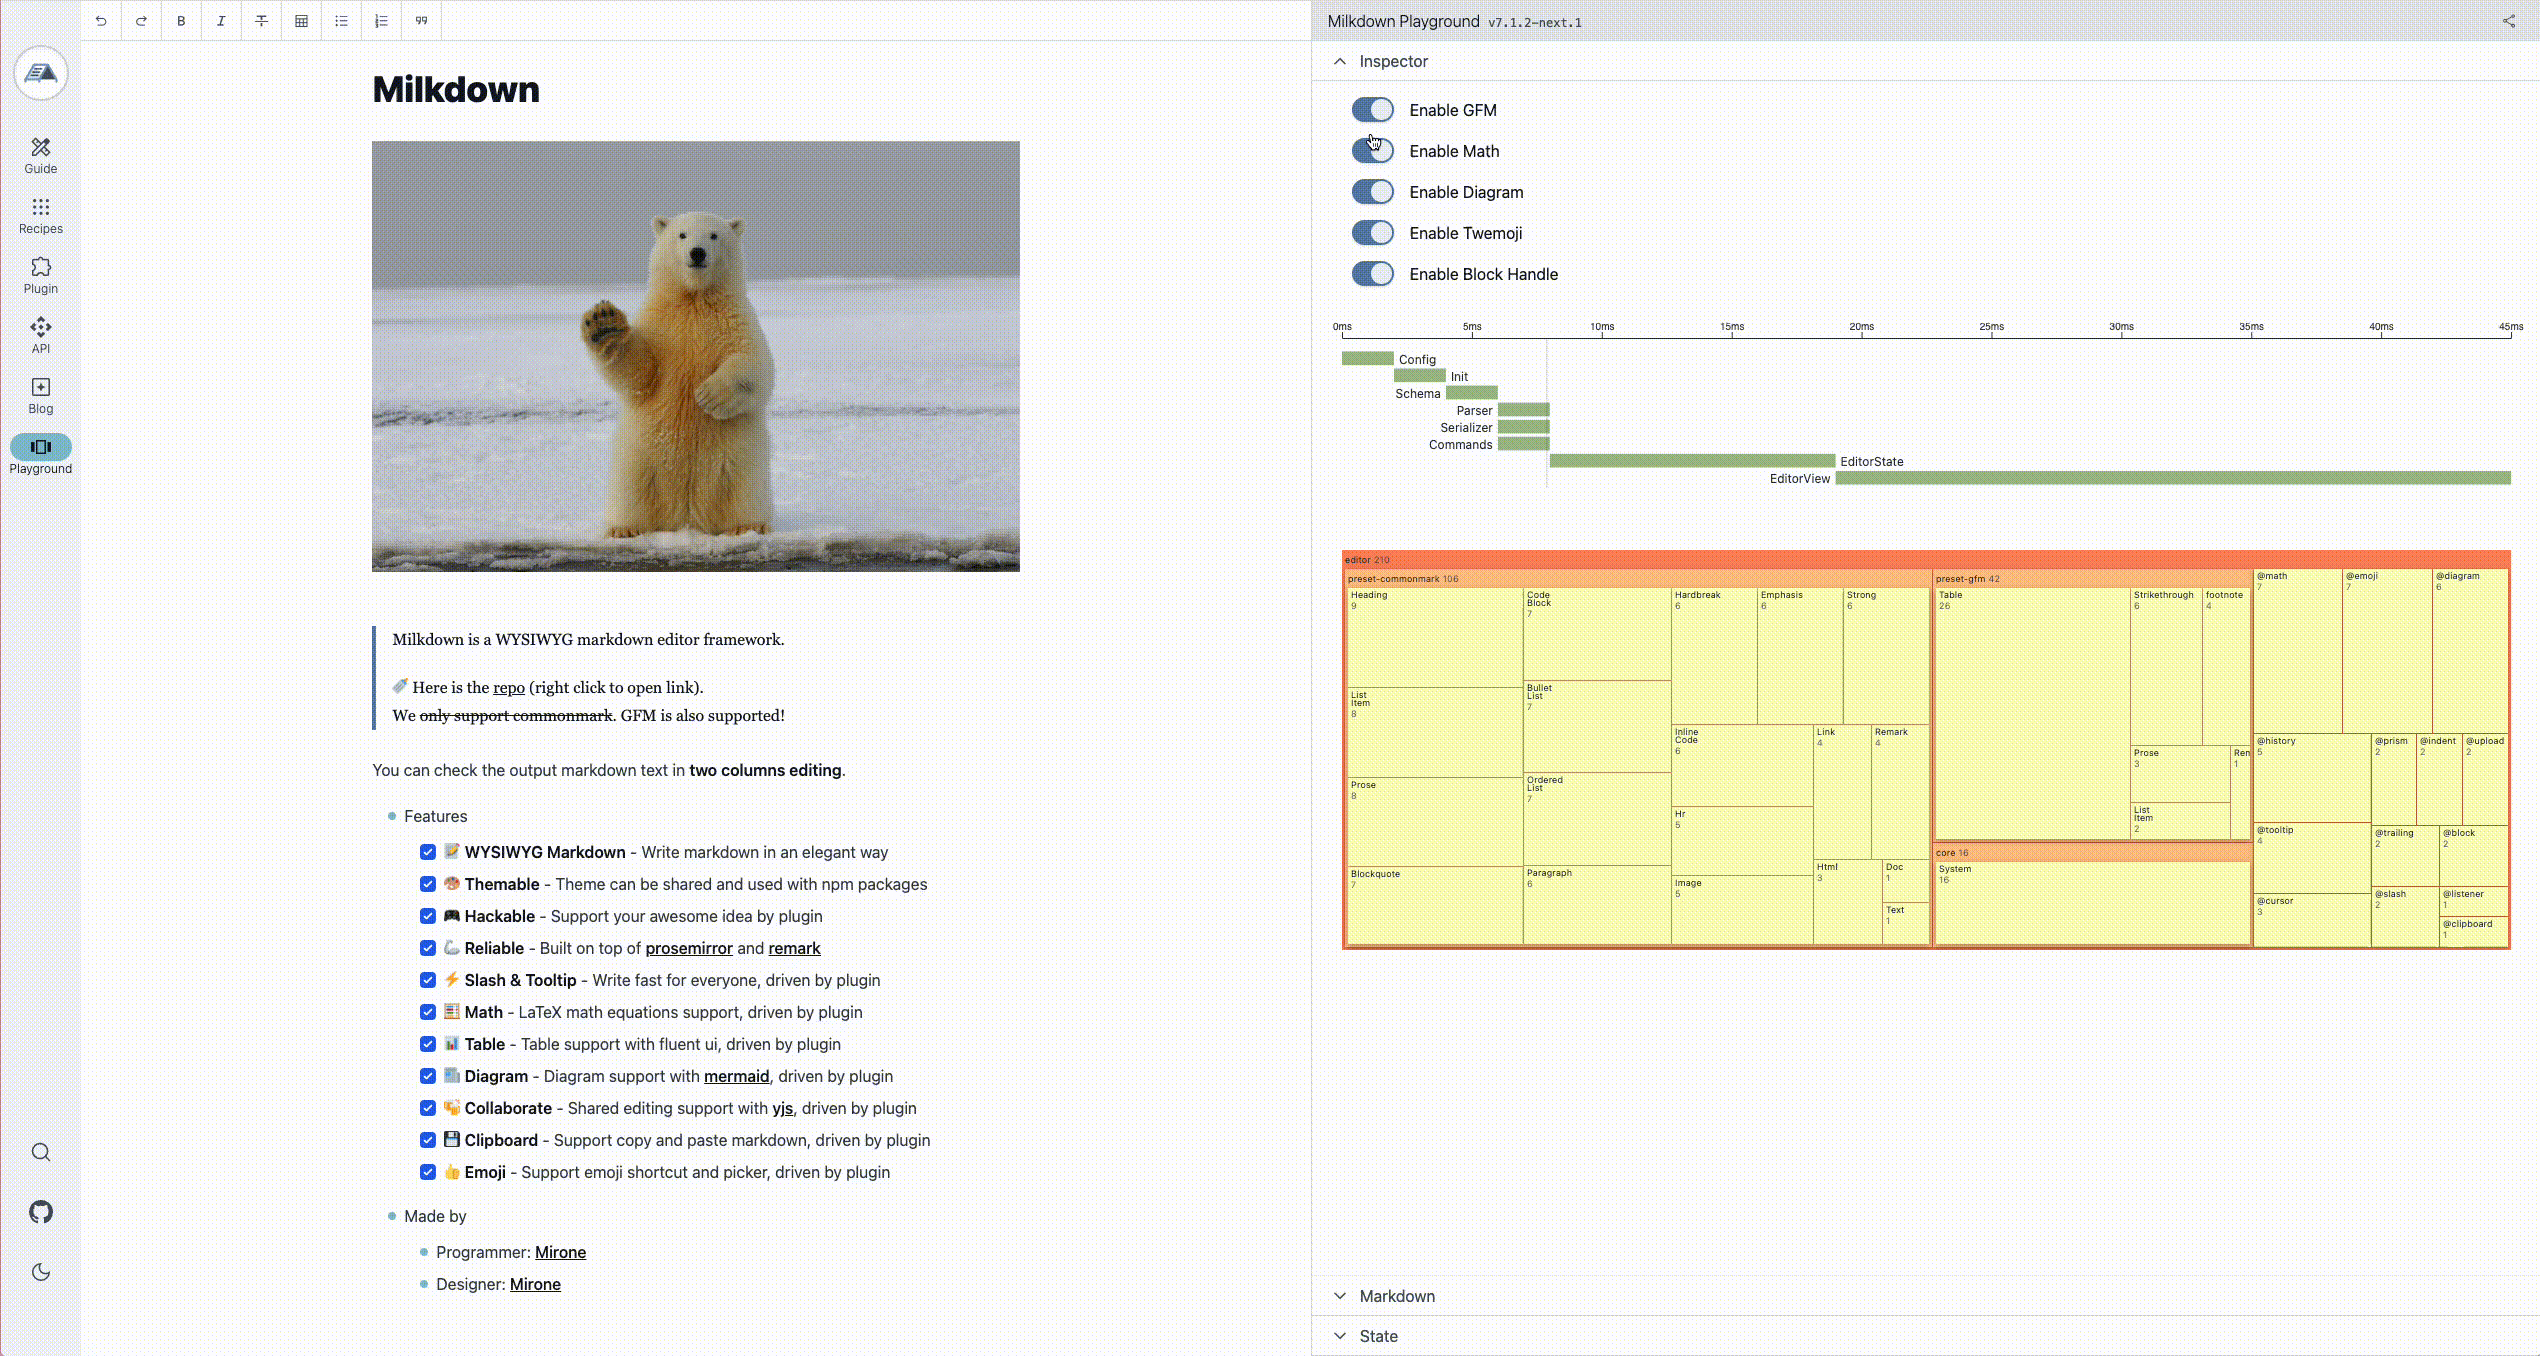 Guide
Recipes
Plugin
API
Blog
Playground
B I T
Milkdown
Milkdown is a WYSIWYG markdown editor framework.
Here is the repo (right click to open link).
We only support commonmark. GFM is also supported!
You can check the output markdown text in two columns editing.
Features
WYSIWYG Markdown - Write markdown in an elegant way
Themable - Theme can be shared and used with npm packages
Hackable - Support your awesome idea by plugin
Reliable - Built on top of prosemirror and remark
Slash & Tooltip - Write fast for everyone, driven by plugin
Math - LaTeX math equations support, driven by plugin
Table - Table support with fluent ui, driven by plugin
Diagram - Diagram support with mermaid, driven by plugin
Collaborate - Shared editing support with yjs, driven by plugin
Clipboard - Support copy and paste markdown, driven by plugin
Emoji - Support emoji shortcut and picker, driven by plugin
Made by
Programmer: Mirone
Designer: Mirone
Milkdown Playground v7.1.2-next.1
Inspector
Enable GFM
Enable Math
Enable Diagram
Enable Twemoji
Enable Block Handle
0ms 5ms 10ms 15ms 20ms 25ms 30ms 35ms 40ms 45ms
Config
Init
Schema
Parser
Serializer
Commands
EditorState
EditorView
editor 210
preset-commonmark 106
Heading
9
List
Item
8
Prose
8
Blockquote
7
Code
Block
7
Bullet
List
7
Ordered
List
7
Paragraph
6
Hardbreak
6
Emphasis
6
Strong
6
Inline
Code
6
Hr
5
Image
5
Link
4
Remark
4
Html
3
Doc
1
Text
1
preset-gfm 42
Table
26
Strikethrough
6
footnote
4
Prose
3
Ren
1
List
Item
2
core 16
System
16
@math
7
@emoji
7
@diagram
6
@history
5
@prism
2
@indent
2
@upload
2
@tooltip
4
@trailing
2
@block
2
@cursor
3
@slash
2
@listener
1
@clipboard
1
Markdown
State